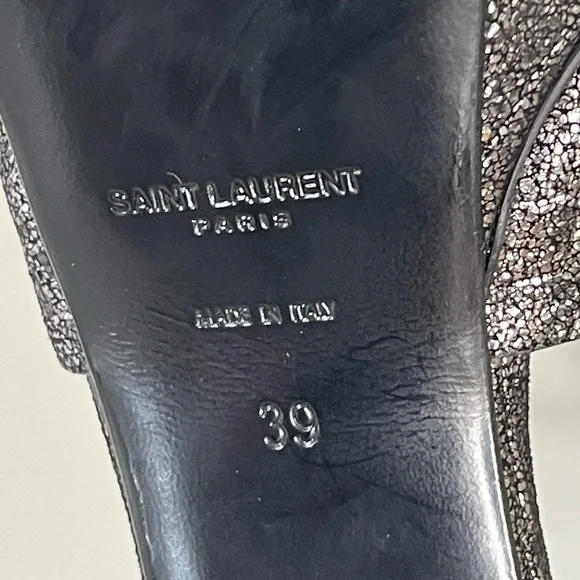 SAINT LAURENT
PARIS
MADE IN ITALY
39